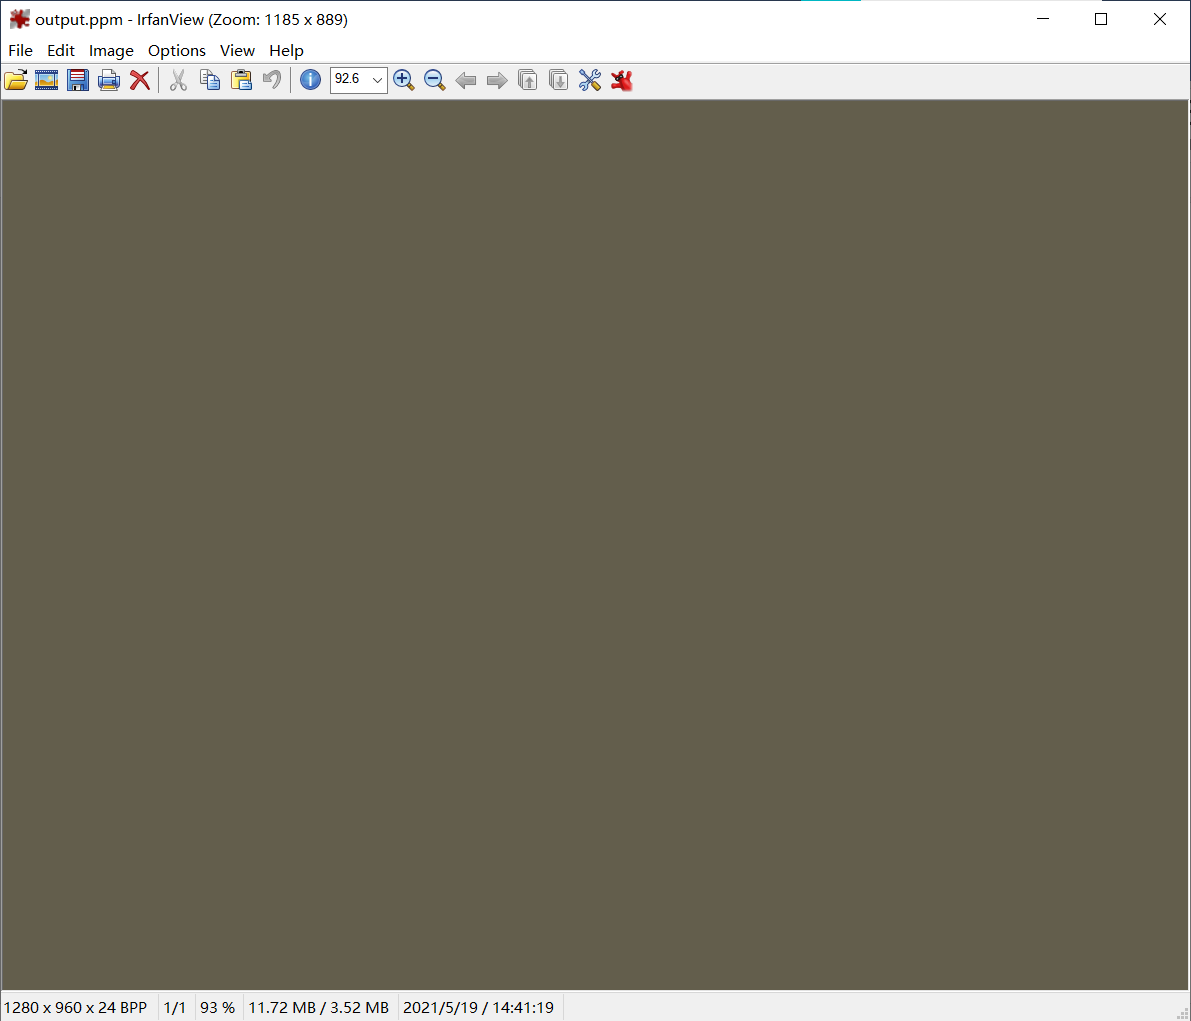 output.ppm - IrfanView (Zoom: 1185 x 889)
File Edit Image Options View Help
92.6
1280 x 960 x 24 BPP 1/1 93 % 11.72 MB / 3.52 MB 2021/5/19 / 14:41:19